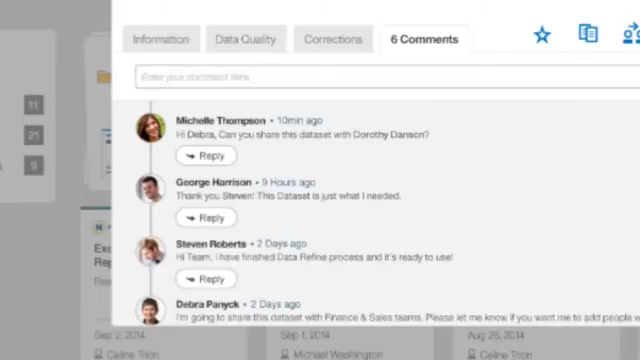 Information
Data Quality
Corrections
6 Comments
Enter your comment here
11
21
9
Michelle Thompson • 10min ago
Hi Debra, Can you share this dataset with Dorothy Danson?
Reply
George Harrison • 9 Hours ago
Thank you Steven! This Dataset is just what I needed.
Reply
Steven Roberts • 2 Days ago
Hi Team, I have finished Data Refine process and it's ready to use!
Reply
Debra Panyck • 2 Days ago
I'm going to share this dataset with Finance & Sales teams. Please let me know if you want me to add people w
Sep 2, 2014
Sep 1, 2014
Aug 28, 2014
Celine Trion
Michael Washington
Celine Trion